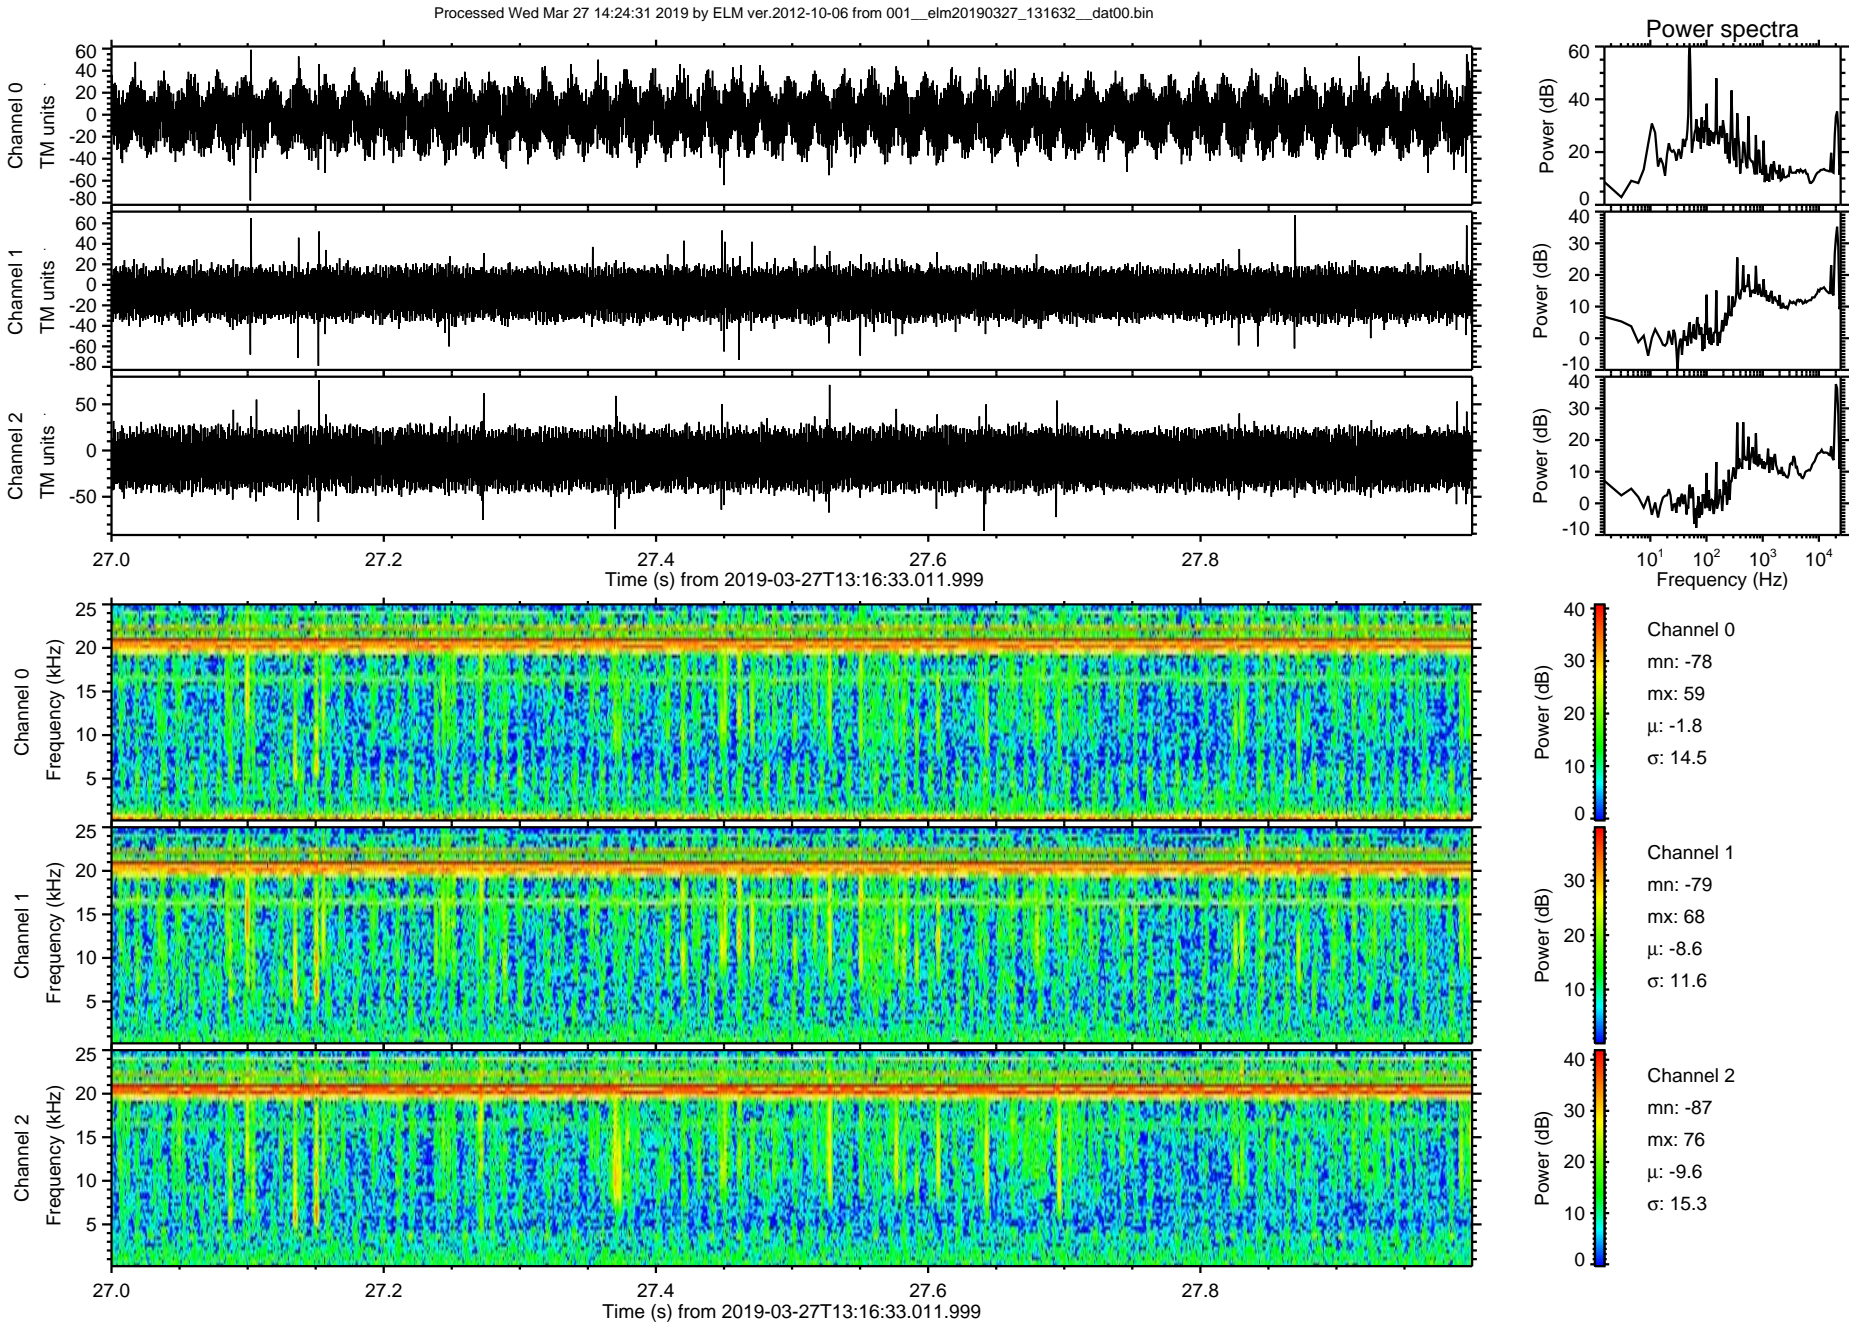 Processed Wed Mar 27 14:24:31 2019 by ELM ver.2012-10-06 from 001__elm20190327_131632__dat00.bin
Power spectra
Channel 0
TM units
60
40
20
0
-20
-40
-60
-80
Power (dB)
60
40
20
0
Channel 1
TM units
60
40
20
0
-20
-40
-60
-80
Power (dB)
40
30
20
10
0
-10
Channel 2
TM units
50
0
-50
Power (dB)
40
30
20
10
0
-10
27.0 27.2 27.4 27.6 27.8
Time (s) from 2019-03-27T13:16:33.011.999
10¹ 10² 10³ 10⁴
Frequency (Hz)
Channel 0
Frequency (kHz)
25
20
15
10
5
Power (dB)
40
30
20
10
0
Channel 0
mn: -78
mx: 59
μ: -1.8
σ: 14.5
Channel 1
Frequency (kHz)
25
20
15
10
5
Power (dB)
30
20
10
Channel 1
mn: -79
mx: 68
μ: -8.6
σ: 11.6
Channel 2
Frequency (kHz)
25
20
15
10
5
Power (dB)
40
30
20
10
0
Channel 2
mn: -87
mx: 76
μ: -9.6
σ: 15.3
27.0 27.2 27.4 27.6 27.8
Time (s) from 2019-03-27T13:16:33.011.999